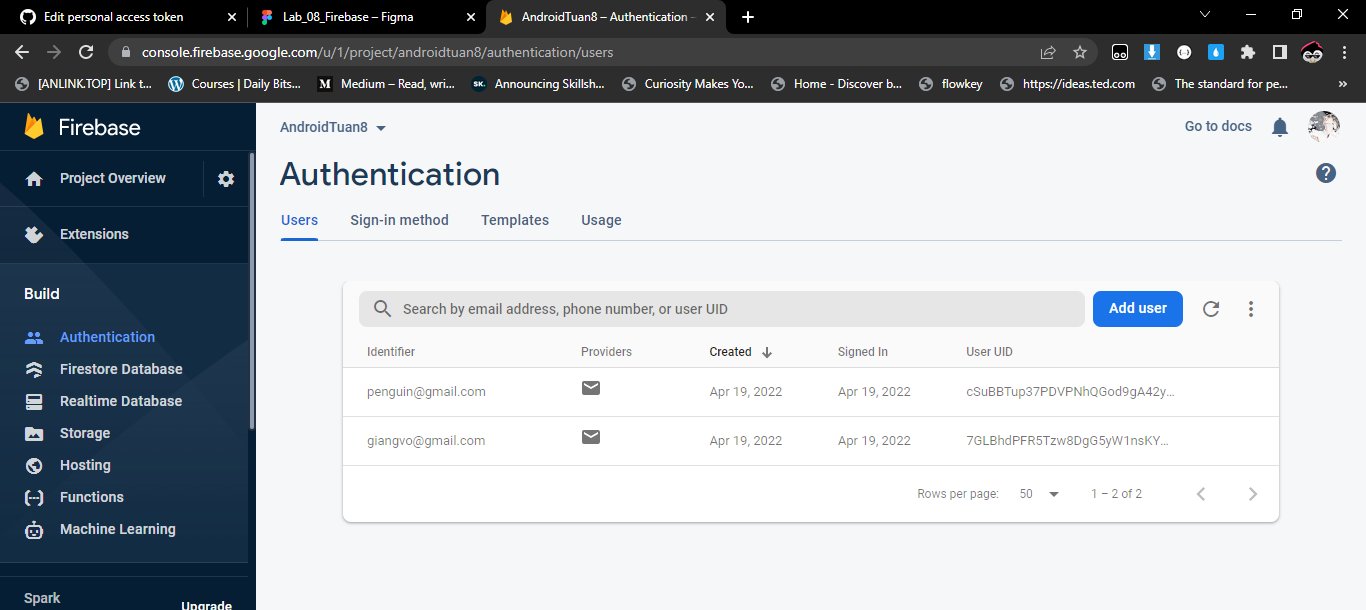 Edit personal access token
Lab_08_Firebase – Figma
AndroidTuan8 – Authentication –
console.firebase.google.com/u/1/project/androidtuan8/authentication/users
[ANLINK.TOP] Link t...
Courses | Daily Bits...
M Medium – Read, wri...
SK. Announcing Skillsh...
Curiosity Makes Yo...
Home - Discover b...
flowkey
https://ideas.ted.com
The standard for pe...
»
Firebase
AndroidTuan8
Go to docs
Project Overview
Authentication
?
Users
Sign-in method
Templates
Usage
Extensions
Build
Authentication
Firestore Database
Realtime Database
Storage
Hosting
Functions
Machine Learning
Spark
Upgrade
Search by email address, phone number, or user UID
Add user
Identifier Providers Created Signed In User UID
penguin@gmail.com Apr 19, 2022 Apr 19, 2022 cSuBBTup37PDVPNhQGod9gA42y...
giangvo@gmail.com Apr 19, 2022 Apr 19, 2022 7GLBhdPFR5Tzw8DgG5yW1nsKY...
Rows per page: 50 1 – 2 of 2